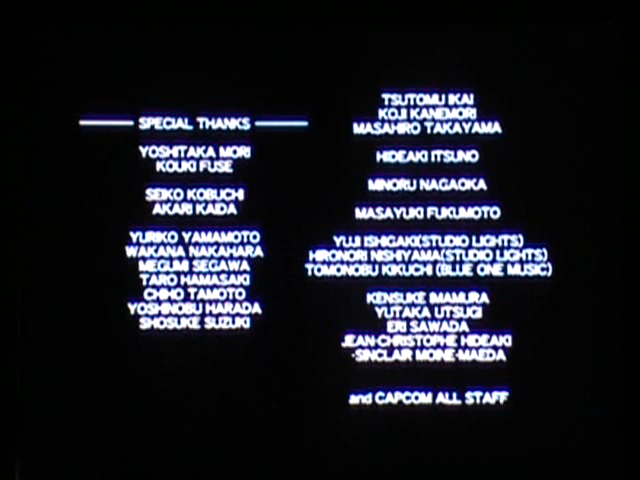 SPECIAL THANKS
YOSHITAKA MORI
KOUKI FUSE
SEIKO KOBUCHI
AKARI KAIDA
YURIKO YAMAMOTO
WAKANA NAKAHARA
MEGUMI SEGAWA
TARO HAMASAKI
CHIHO TAMOTO
YOSHINOBU HARADA
SHOSUKE SUZUKI
TSUTOMU IKAI
KOJI KANEMORI
MASAHIRO TAKAYAMA
HIDEAKI ITSUNO
MINORU NAGAOKA
MASAYUKI FUKUMOTO
YUJI ISHIGAKI(STUDIO LIGHTS)
HIRONORI NISHIYAMA(STUDIO LIGHTS)
TOMONOBU KIKUCHI (BLUE ONE MUSIC)
KENSUKE IMAMURA
YUTAKA UTSUGI
ERI SAWADA
JEAN-CHRISTOPHE HIDEAKI
-SINCLAIR MOINE-MAEDA
and CAPCOM ALL STAFF